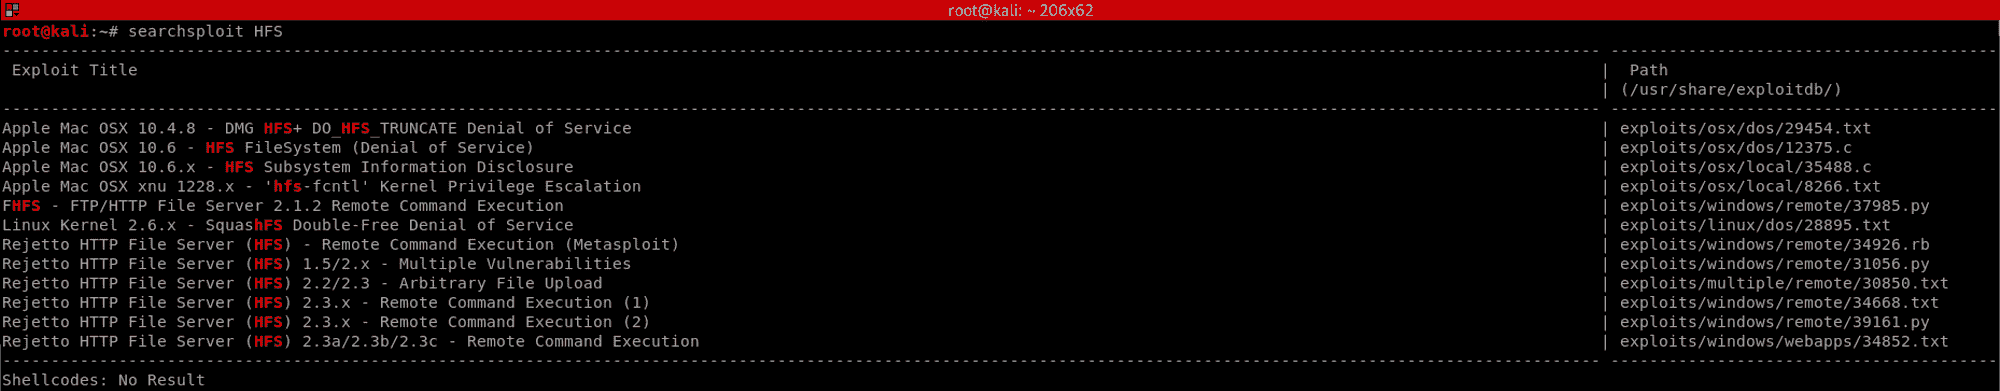 root@kali: ~ 206x62
root@kali:~# searchsploit HFS
Exploit Title | Path
| (/usr/share/exploitdb/)
Apple Mac OSX 10.4.8 - DMG HFS+ DO_HFS_TRUNCATE Denial of Service | exploits/osx/dos/29454.txt
Apple Mac OSX 10.6 - HFS FileSystem (Denial of Service) | exploits/osx/dos/12375.c
Apple Mac OSX 10.6.x - HFS Subsystem Information Disclosure | exploits/osx/local/35488.c
Apple Mac OSX xnu 1228.x - 'hfs-fcntl' Kernel Privilege Escalation | exploits/osx/local/8266.txt
FHFS - FTP/HTTP File Server 2.1.2 Remote Command Execution | exploits/windows/remote/37985.py
Linux Kernel 2.6.x - SquashFS Double-Free Denial of Service | exploits/linux/dos/28895.txt
Rejetto HTTP File Server (HFS) - Remote Command Execution (Metasploit) | exploits/windows/remote/34926.rb
Rejetto HTTP File Server (HFS) 1.5/2.x - Multiple Vulnerabilities | exploits/windows/remote/31056.py
Rejetto HTTP File Server (HFS) 2.2/2.3 - Arbitrary File Upload | exploits/multiple/remote/30850.txt
Rejetto HTTP File Server (HFS) 2.3.x - Remote Command Execution (1) | exploits/windows/remote/34668.txt
Rejetto HTTP File Server (HFS) 2.3.x - Remote Command Execution (2) | exploits/windows/remote/39161.py
Rejetto HTTP File Server (HFS) 2.3a/2.3b/2.3c - Remote Command Execution | exploits/windows/webapps/34852.txt
Shellcodes: No Result